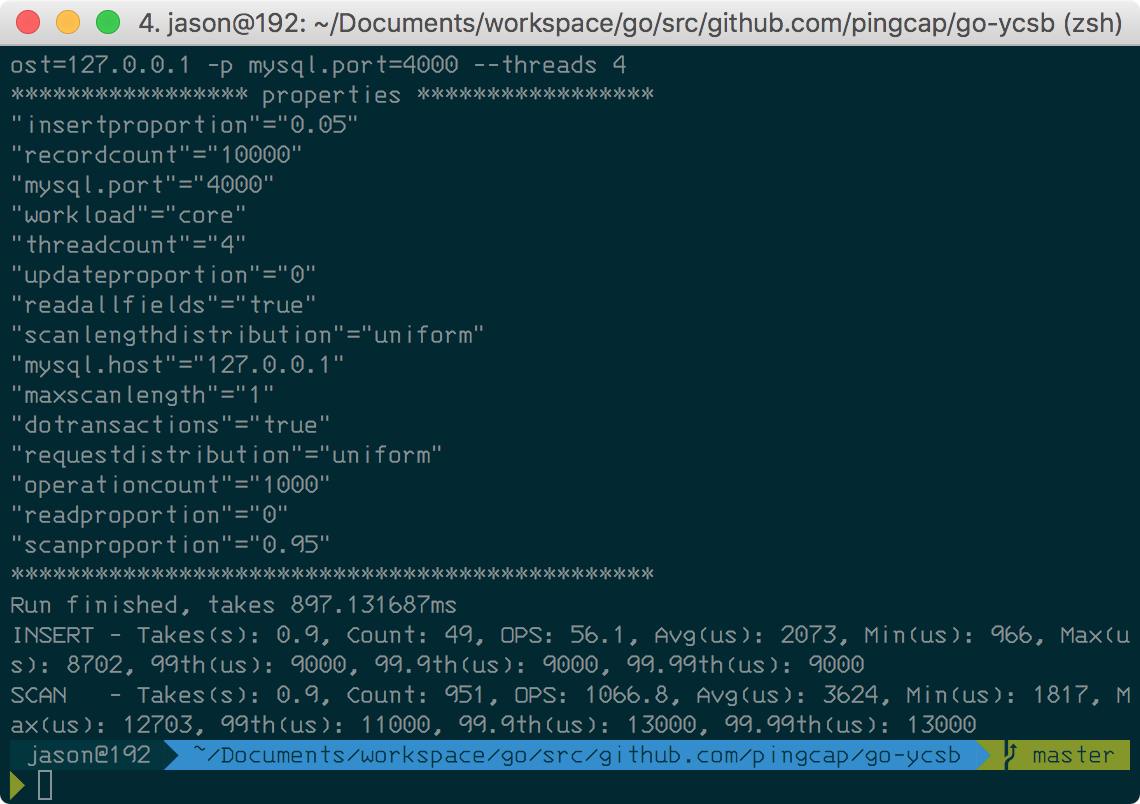 4. jason@192: ~/Documents/workspace/go/src/github.com/pingcap/go-ycsb (zsh)
ost=127.0.0.1 -p mysql.port=4000 --threads 4
***************** properties *****************
"insertproportion"="0.05"
"recordcount"="10000"
"mysql.port"="4000"
"workload"="core"
"threadcount"="4"
"updateproportion"="0"
"readallfields"="true"
"scanlengthdistribution"="uniform"
"mysql.host"="127.0.0.1"
"maxscanlength"="1"
"dotransactions"="true"
"requestdistribution"="uniform"
"operationcount"="1000"
"readproportion"="0"
"scanproportion"="0.95"
**********************************************
Run finished, takes 897.131687ms
INSERT - Takes(s): 0.9, Count: 49, OPS: 56.1, Avg(us): 2073, Min(us): 966, Max(u
s): 8702, 99th(us): 9000, 99.9th(us): 9000, 99.99th(us): 9000
SCAN   - Takes(s): 0.9, Count: 951, OPS: 1066.8, Avg(us): 3624, Min(us): 1817, M
ax(us): 12703, 99th(us): 11000, 99.9th(us): 13000, 99.99th(us): 13000
jason@192 ~/Documents/workspace/go/src/github.com/pingcap/go-ycsb master